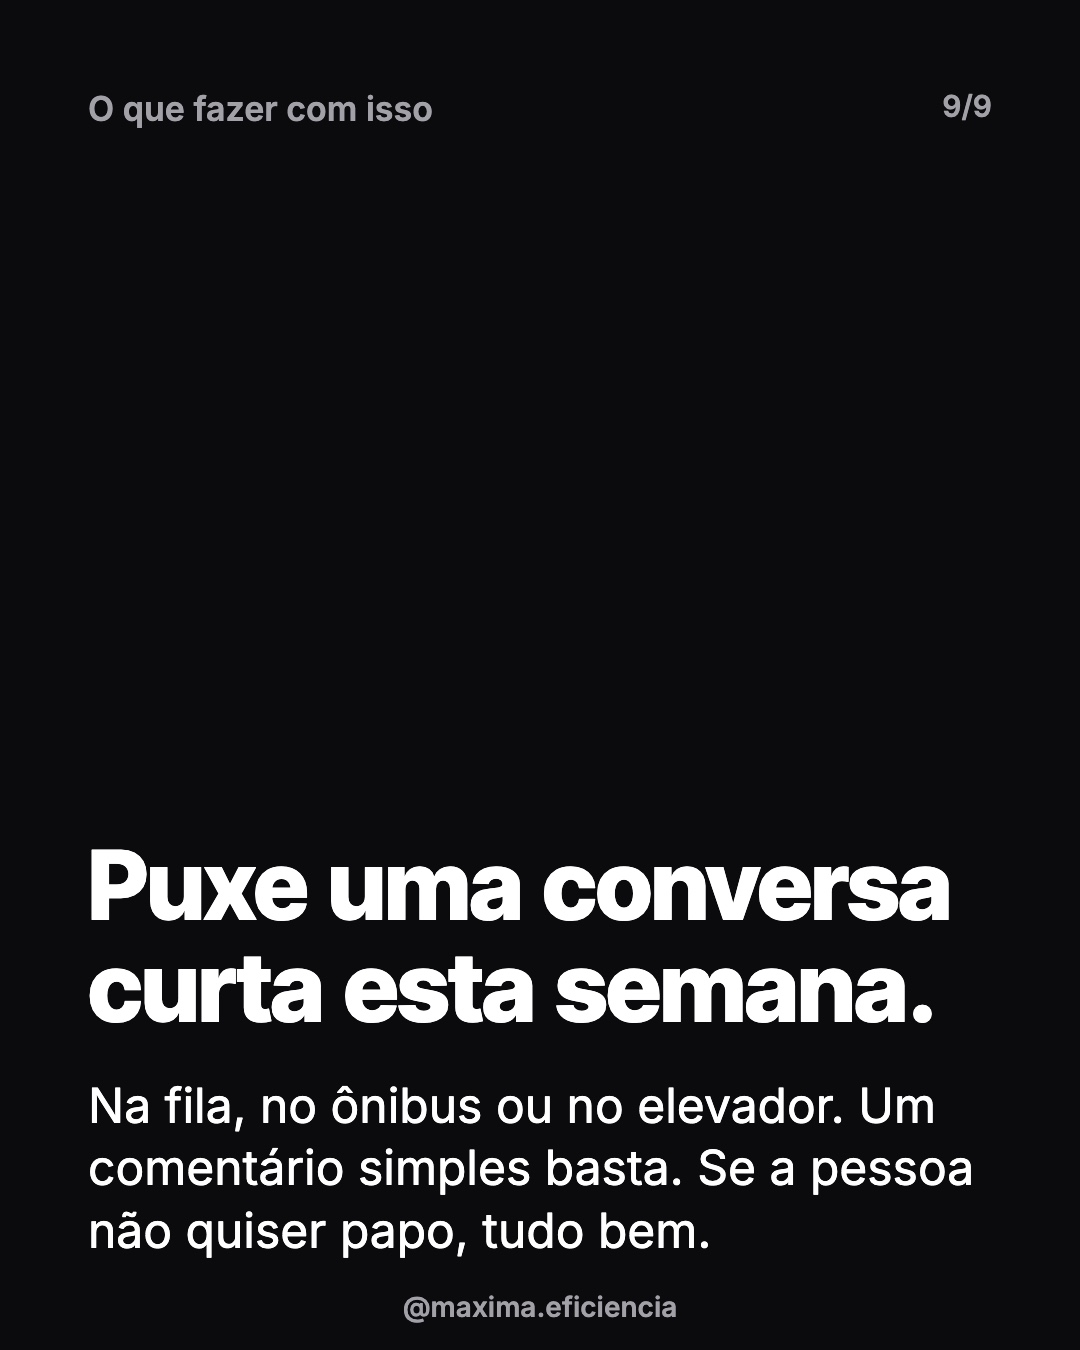 O que fazer com isso
9/9
Puxe uma conversa
curta esta semana.
Na fila, no ônibus ou no elevador. Um
comentário simples basta. Se a pessoa
não quiser papo, tudo bem.
@maxima.eficiencia